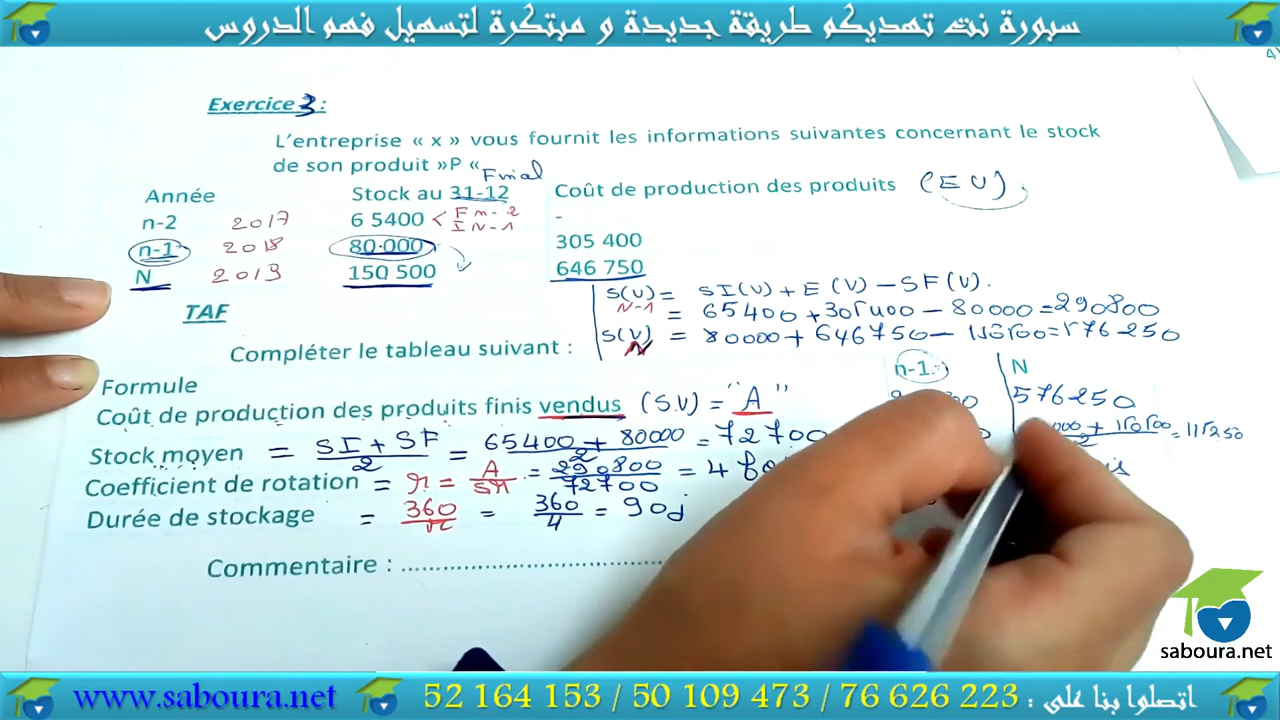 سبورة نت تهديكم طريقة جديدة و مبتكرة لتسهيل فهم الدروس
Exercice 3 :
L'entreprise « x » vous fournit les informations suivantes concernant le stock
de son produit »P «
Final
Année Stock au 31-12 Coût de production des produits (E U)
n-2 2017 6 5400 < F n-2 -
I N-1
n-1 2018 80 000 305 400
N 2019 150 500 646 750
S(V) = SI(V) + E(V) - SF(V).
N-1 = 65400 + 305400 - 80000 = 290800
S(V) = 80000 + 646750 - 150500 = 576250
N
TAF
Compléter le tableau suivant :
Formule n-1 N
Coût de production des produits finis vendus (S.V) = "A" 576250
Stock moyen = SI + SF / 2 = 65400 + 80000 / 2 = 72700 + 150500 / 2 = 115250
Coefficient de rotation = r = A / SM = 290800 / 72700 = 4
Durée de stockage = 360 / r = 360 / 4 = 90j
Commentaire : ...............................................
saboura.net
www.saboura.net 52 164 153 / 50 109 473 / 76 626 223 : اتصلوا بنا على